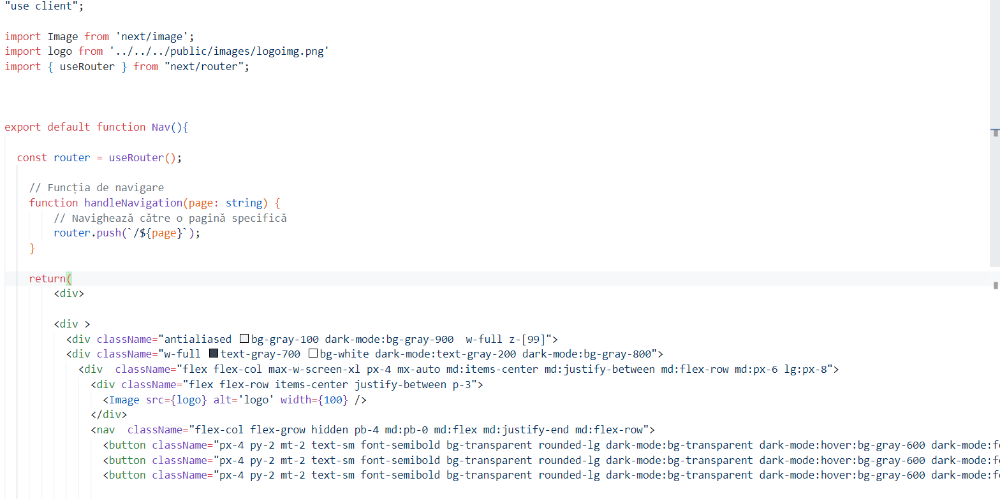 "use client";
import Image from 'next/image';
import logo from '../../../public/images/logoimg.png'
import { useRouter } from "next/router";
export default function Nav(){
const router = useRouter();
// Funcția de navigare
function handleNavigation(page: string) {
// Navighează către o pagină specifică
router.push(`/${page}`);
}
return(
<div>
<div >
<div className="antialiased bg-gray-100 dark-mode:bg-gray-900  w-full z-[99]">
<div className="w-full text-gray-700 bg-white dark-mode:text-gray-200 dark-mode:bg-gray-800">
<div  className="flex flex-col max-w-screen-xl px-4 mx-auto md:items-center md:justify-between md:flex-row md:px-6 lg:px-8">
<div className="flex flex-row items-center justify-between p-3">
<Image src={logo} alt='logo' width={100} />
</div>
<nav  className="flex-col flex-grow hidden pb-4 md:pb-0 md:flex md:justify-end md:flex-row">
<button className="px-4 py-2 mt-2 text-sm font-semibold bg-transparent rounded-lg dark-mode:bg-transparent dark-mode:hover:bg-gray-600 dark-mode:f
<button className="px-4 py-2 mt-2 text-sm font-semibold bg-transparent rounded-lg dark-mode:bg-transparent dark-mode:hover:bg-gray-600 dark-mode:f
<button className="px-4 py-2 mt-2 text-sm font-semibold bg-transparent rounded-lg dark-mode:bg-transparent dark-mode:hover:bg-gray-600 dark-mode:f